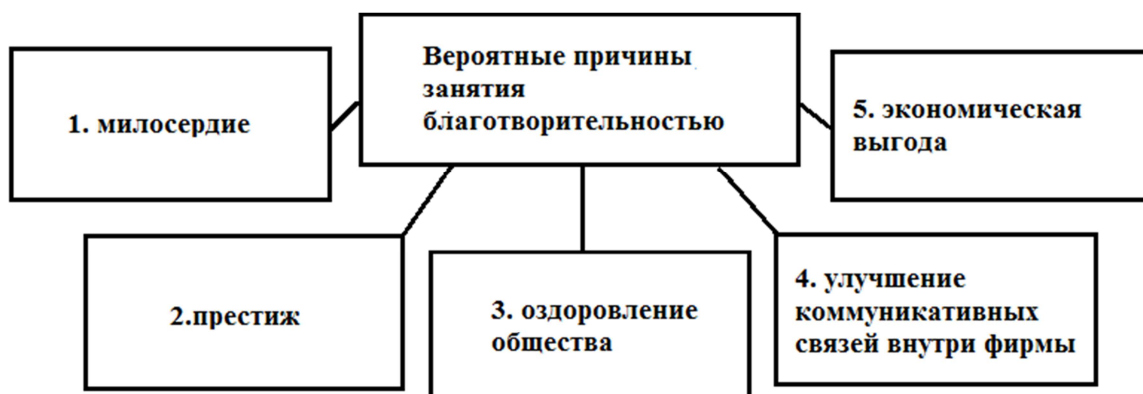 Вероятные причины
занятия
благотворительностью
1. милосердие
2.престиж
3. оздоровление
общества
4. улучшение
коммуникативных
связей внутри фирмы
5. экономическая
выгода